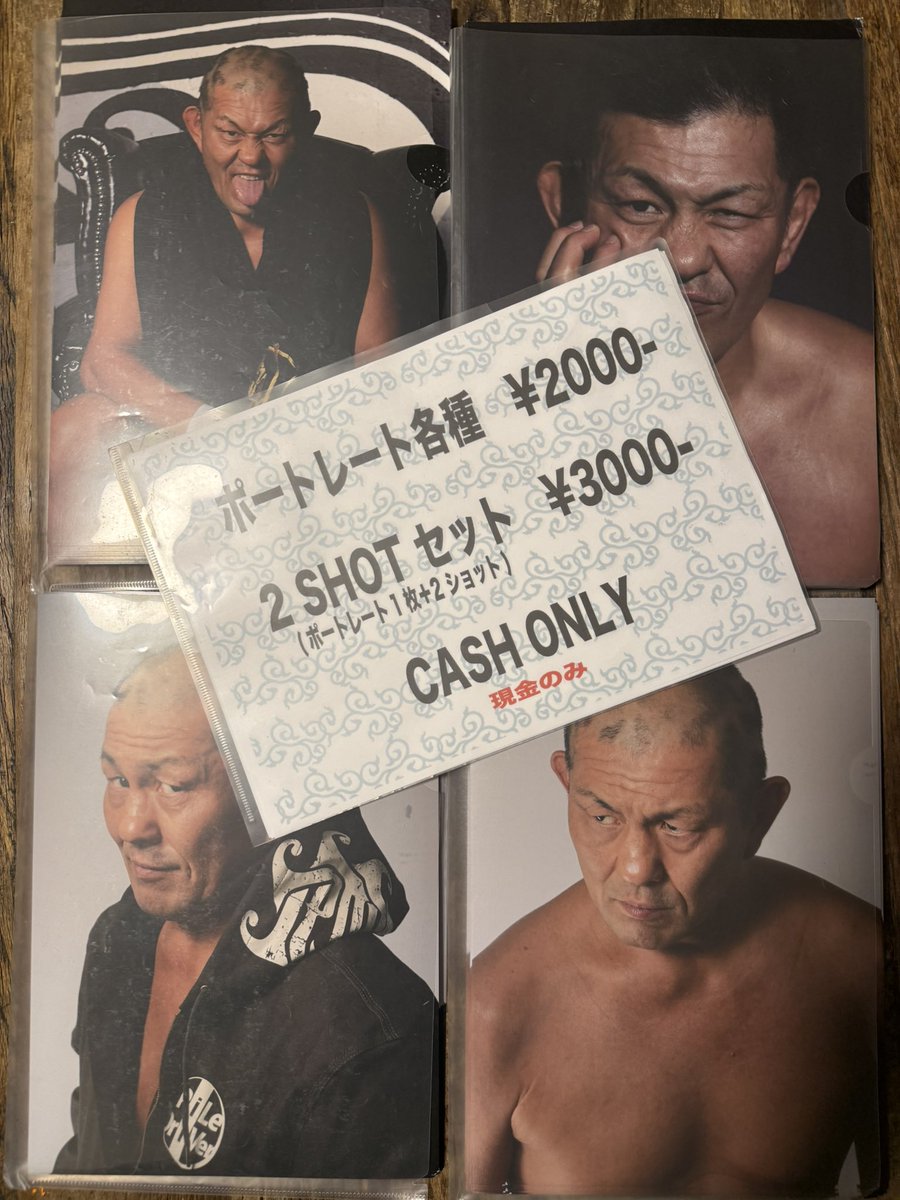 ポートレート各種 ¥2000-
2 SHOT セット ¥3000-
(ポートレート1枚+2ショット)
CASH ONLY
現金のみ